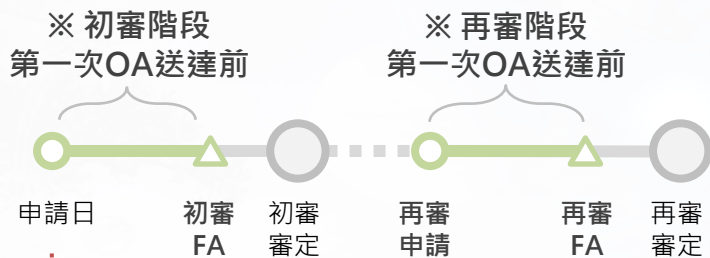 ※ 初審階段
第一次OA送達前
※ 再審階段
第一次OA送達前
申請日
初審
FA
初審
審定
再審
申請
再審
FA
再審
審定